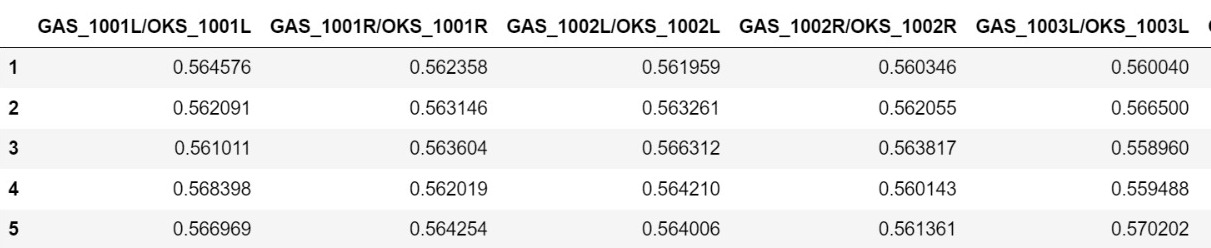 GAS_1001L/OKS_1001L GAS_1001R/OKS_1001R GAS_1002L/OKS_1002L GAS_1002R/OKS_1002R GAS_1003L/OKS_1003L
1 0.564576 0.562358 0.561959 0.560346 0.560040
2 0.562091 0.563146 0.563261 0.562055 0.566500
3 0.561011 0.563604 0.566312 0.563817 0.558960
4 0.568398 0.562019 0.564210 0.560143 0.559488
5 0.566969 0.564254 0.564006 0.561361 0.570202